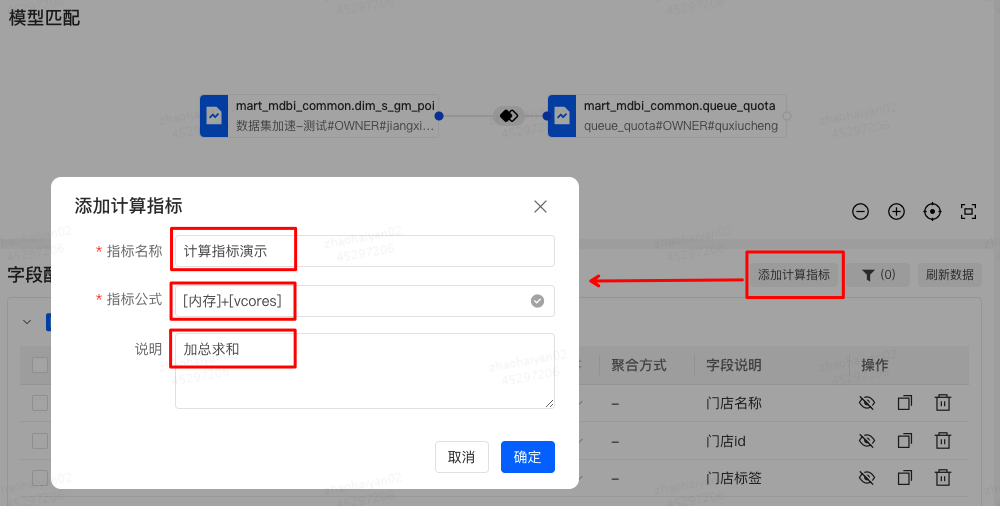 模型匹配
mart_mdbi_common.dim_s_gm_poi
数据集加速-测试#OWNER#jiangxi...
mart_mdbi_common.queue_quota
queue_quota#OWNER#quxiucheng
添加计算指标
* 指标名称 计算指标演示
* 指标公式 [内存]+[vcores]
说明 加总求和
取消 确定
字段配
添加计算指标 (0) 刷新数据
聚合方式 字段说明 操作
– 门店名称
– 门店id
– 门店标签
zhaohaiyan02
45297206